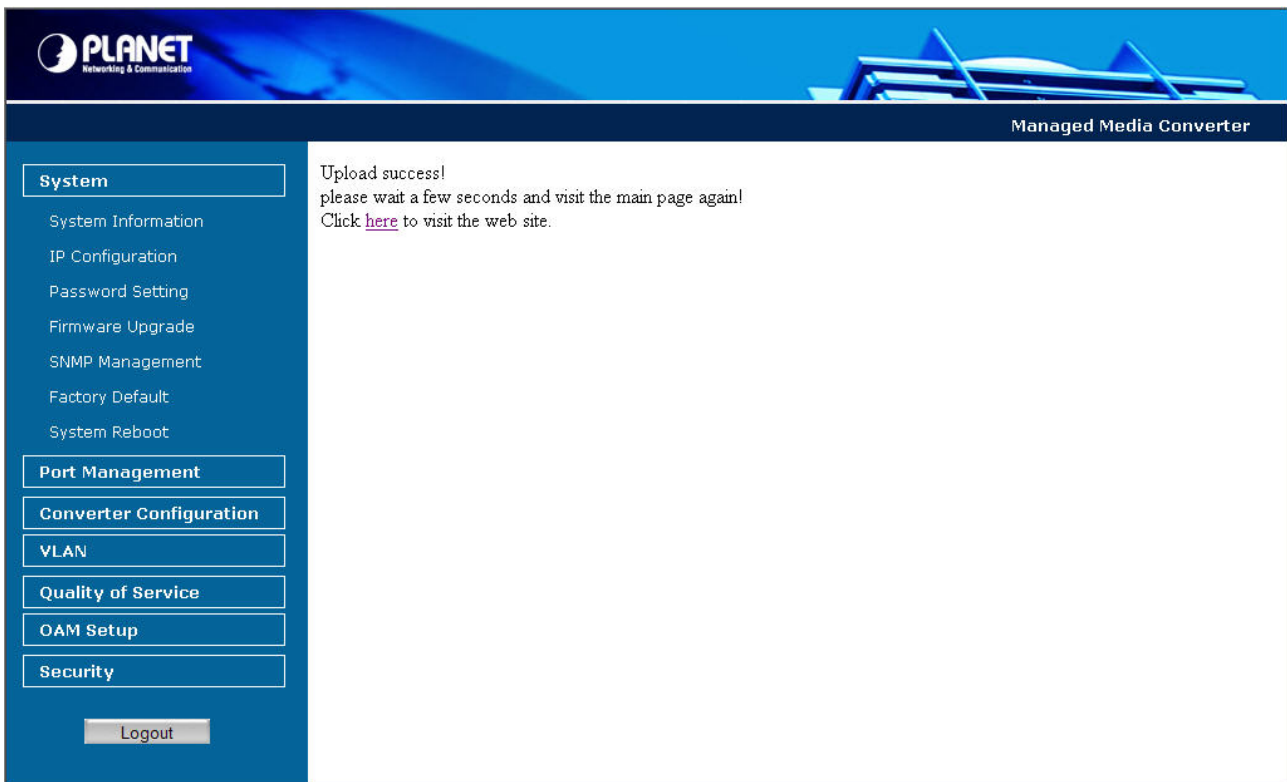 PLANET
Networking & Communication
Managed Media Converter
System
System Information
IP Configuration
Password Setting
Firmware Upgrade
SNMP Management
Factory Default
System Reboot
Port Management
Converter Configuration
VLAN
Quality of Service
OAM Setup
Security
Logout
Upload success!
please wait a few seconds and visit the main page again!
Click here to visit the web site.